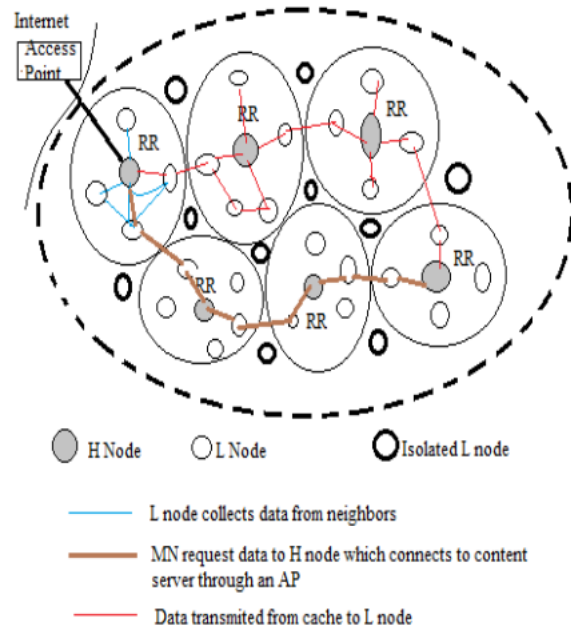 Internet
Access
Point
RR
RR
RR
RR
RR
RR
H Node
L Node
Isolated L node
L node collects data from neighbors
MN request data to H node which connects to content
server through an AP
Data transmited from cache to L node